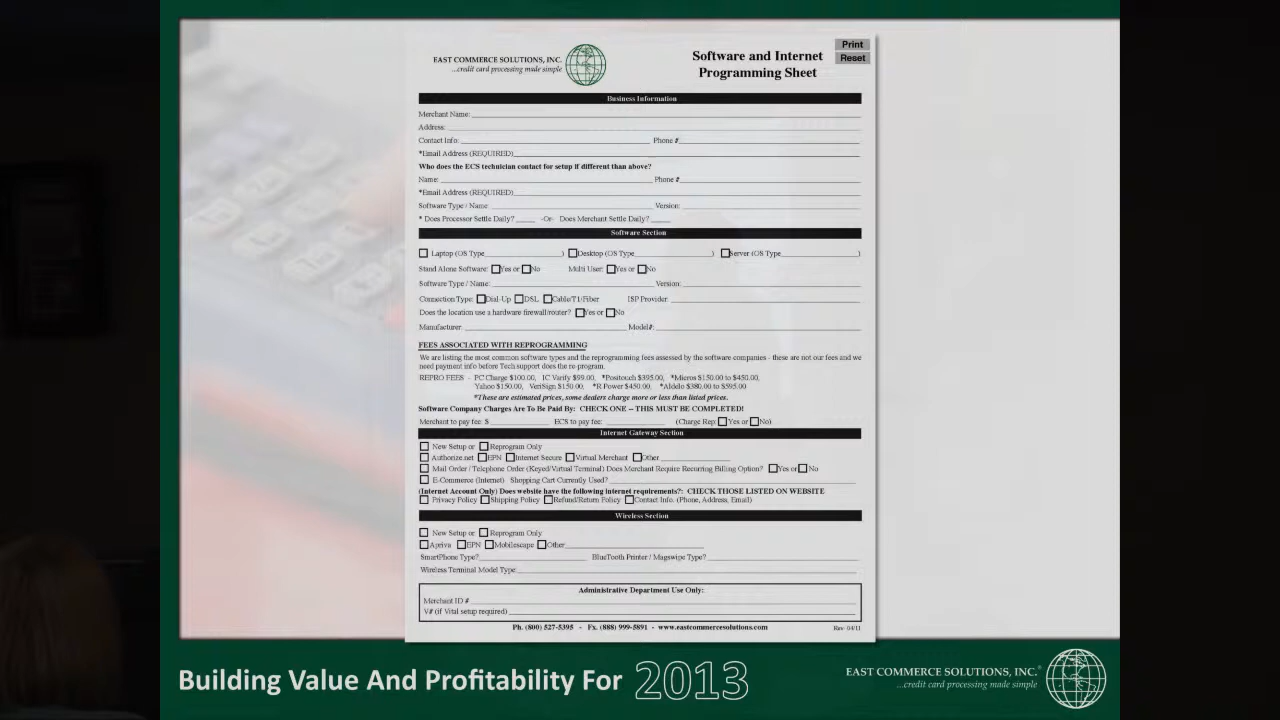 EAST COMMERCE SOLUTIONS, INC.
...credit card processing made simple
Software and Internet
Programming Sheet
Print
Reset
Business Information
Merchant Name:
Address:
Contact Info: Phone #
*Email Address (REQUIRED)
Who does the ECS technician contact for setup if different than above?
Name: Phone #
*Email Address (REQUIRED)
Software Type / Name: Version:
* Does Processor Settle Daily? -Or- Does Merchant Settle Daily?
Software Section
Laptop (OS Type ) Desktop (OS Type ) Server (OS Type )
Stand Alone Software: Yes or No Multi User: Yes or No
Software Type / Name: Version:
Connection Type: Dial-Up DSL Cable/T1/Fiber ISP Provider:
Does the location use a hardware firewall/router? Yes or No
Manufacturer: Model#:
FEES ASSOCIATED WITH REPROGRAMMING
We are listing the most common software types and the reprogramming fees assessed by the software companies - these are not our fees and we
need payment info before Tech support does the re-program.
REPRO FEES - PC Charge $100.00, IC Verify $99.00, *Positouch $395.00, *Micros $150.00 to $450.00,
Yahoo $150.00, VeriSign $150.00, *R Power $450.00, *Aldelo $380.00 to $595.00
*These are estimated prices, some dealers charge more or less than listed prices.
Software Company Charges Are To Be Paid By: CHECK ONE – THIS MUST BE COMPLETED!
Merchant to pay fee: $ ECS to pay fee: (Charge Rep: Yes or No)
Internet Gateway Section
New Setup or Reprogram Only
Authorize.net EPN Internet Secure Virtual Merchant Other
Mail Order / Telephone Order (Keyed/Virtual Terminal) Does Merchant Require Recurring Billing Option? Yes or No
E-Commerce (Internet) Shopping Cart Currently Used?
(Internet Account Only) Does website have the following internet requirements?: CHECK THOSE LISTED ON WEBSITE
Privacy Policy Shipping Policy Refund/Return Policy Contact Info. (Phone, Address, Email)
Wireless Section
New Setup or Reprogram Only
Apriva EPN Mobilescape Other
SmartPhone Type? BlueTooth Printer / Magswipe Type?
Wireless Terminal Model Type:
Administrative Department Use Only:
Merchant ID #
V# (if Vital setup required)
Ph. (800) 527-5395 - Fx. (888) 999-5891 - www.eastcommercesolutions.com
Rev 04/11
Building Value And Profitability For 2013
EAST COMMERCE SOLUTIONS, INC.®
...credit card processing made simple